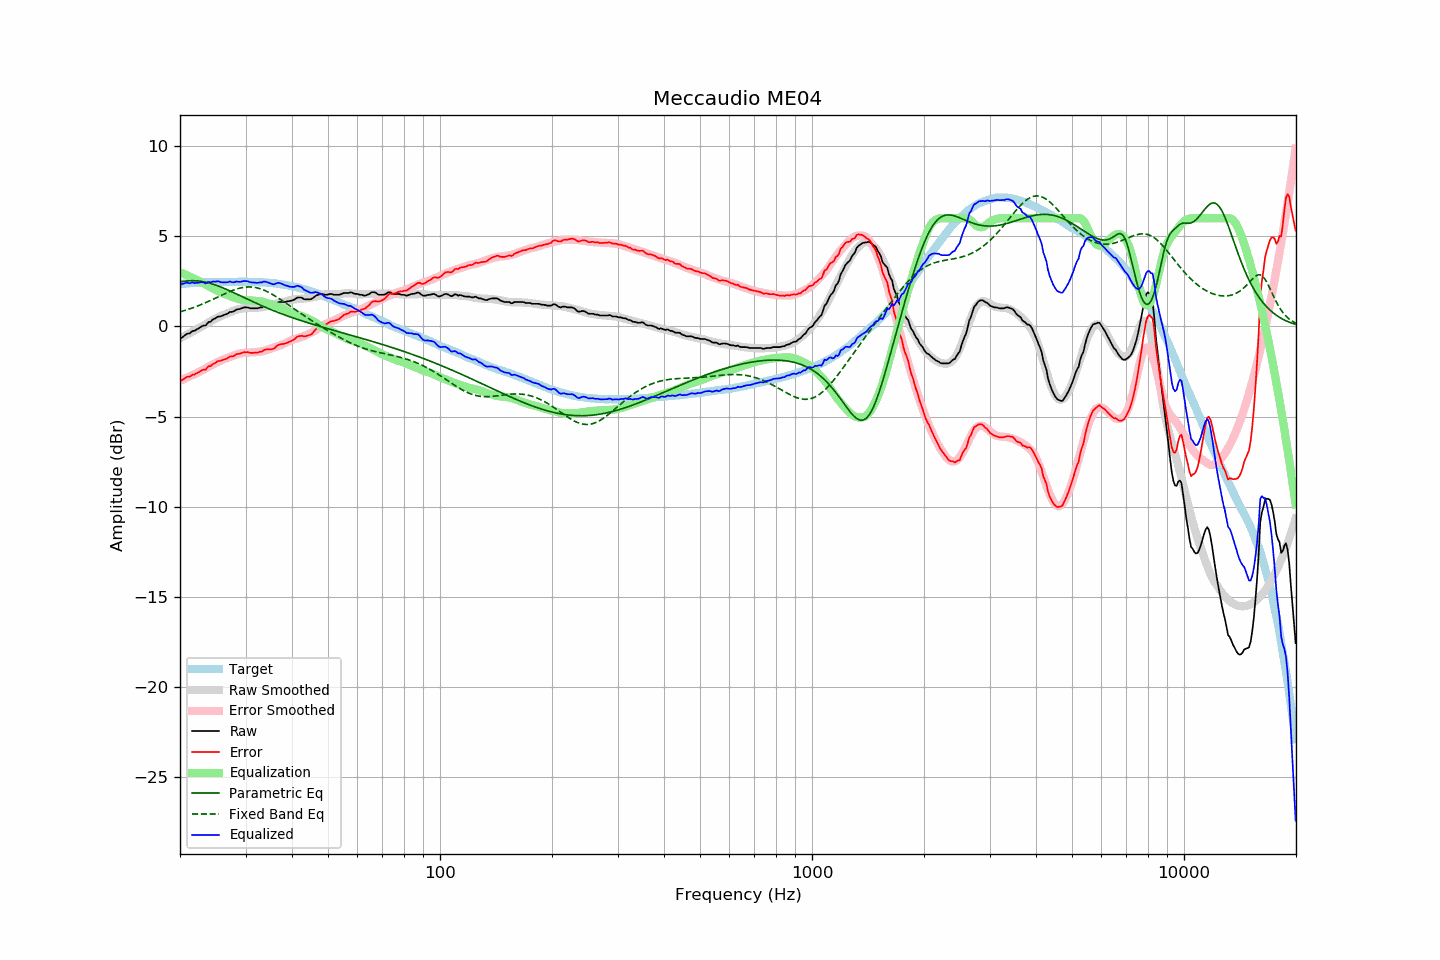 Meccaudio ME04
10
5
0
−5
−10
−15
−20
−25
Amplitude (dBr)
Target
Raw Smoothed
Error Smoothed
Raw
Error
Equalization
Parametric Eq
Fixed Band Eq
Equalized
100
1000
10000
Frequency (Hz)